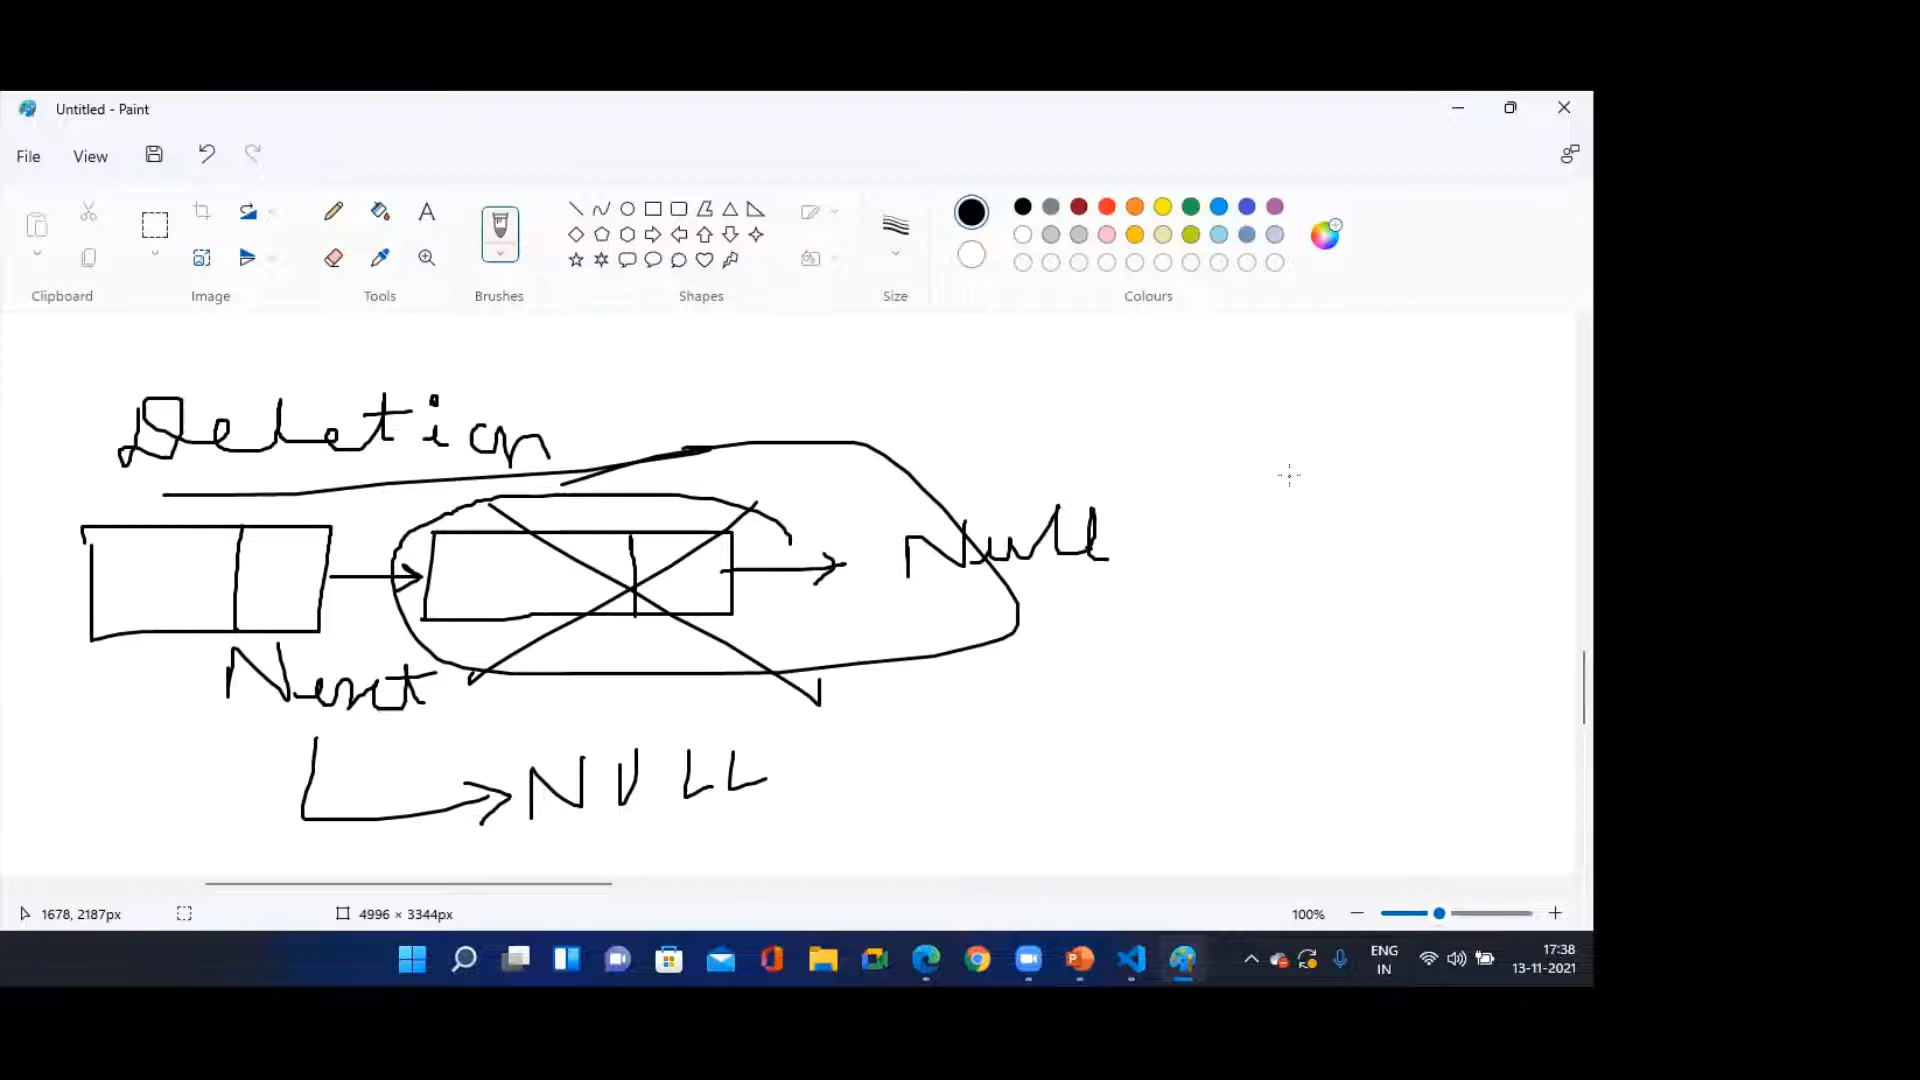 Untitled - Paint
File View
Clipboard Image Tools Brushes Shapes Size Colours
Deletion
Null
Next
NULL
1678, 2187px 4996 × 3344px 100%
ENG 17:38
IN 13-11-2021